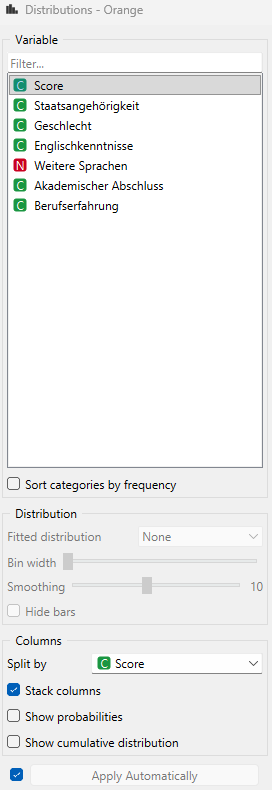 Distributions - Orange
Variable
Filter...
C Score
C Staatsangehörigkeit
C Geschlecht
C Englischkenntnisse
N Weitere Sprachen
C Akademischer Abschluss
C Berufserfahrung
Sort categories by frequency
Distribution
Fitted distribution None
Bin width
Smoothing 10
Hide bars
Columns
Split by C Score
Stack columns
Show probabilities
Show cumulative distribution
Apply Automatically